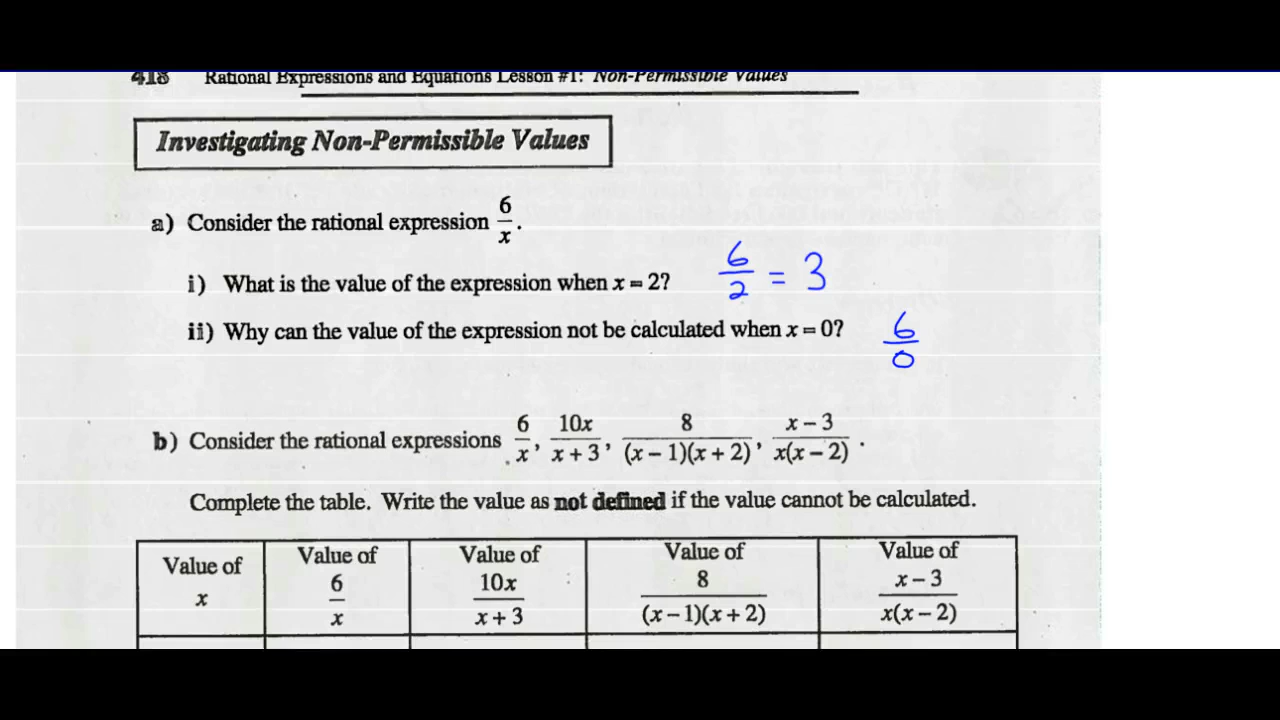 418 Rational Expressions and Equations Lesson #1: Non-Permissible Values
Investigating Non-Permissible Values
a) Consider the rational expression 6/x.
i) What is the value of the expression when x = 2? 6/2 = 3
ii) Why can the value of the expression not be calculated when x = 0? 6/0
b) Consider the rational expressions 6/x, 10x/(x + 3), 8/((x − 1)(x + 2)), (x − 3)/(x(x − 2)).
Complete the table. Write the value as not defined if the value cannot be calculated.
Value of x
Value of 6/x
Value of 10x/(x + 3)
Value of 8/((x − 1)(x + 2))
Value of (x − 3)/(x(x − 2))